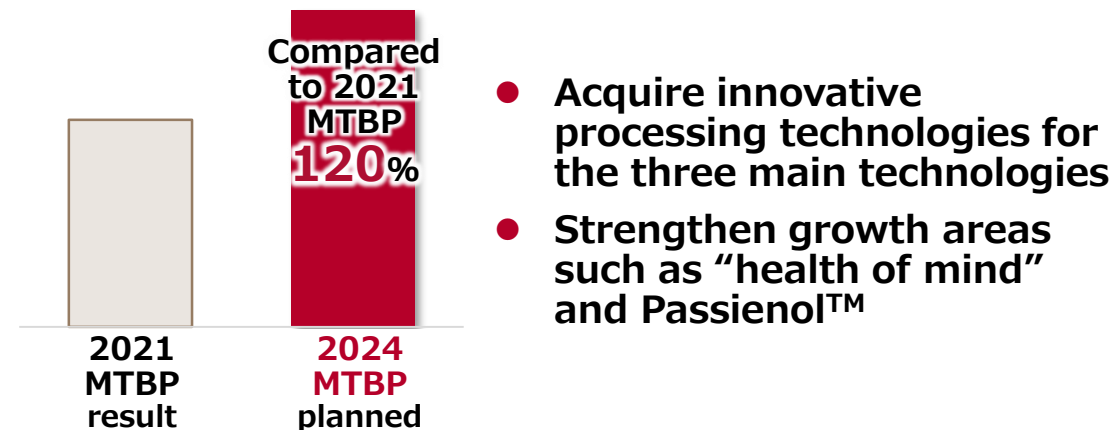 Compared
to 2021
MTBP
120%
2021
MTBP
result
2024
MTBP
planned
● Acquire innovative
processing technologies for
the three main technologies
● Strengthen growth areas
such as “health of mind”
and Passienol™